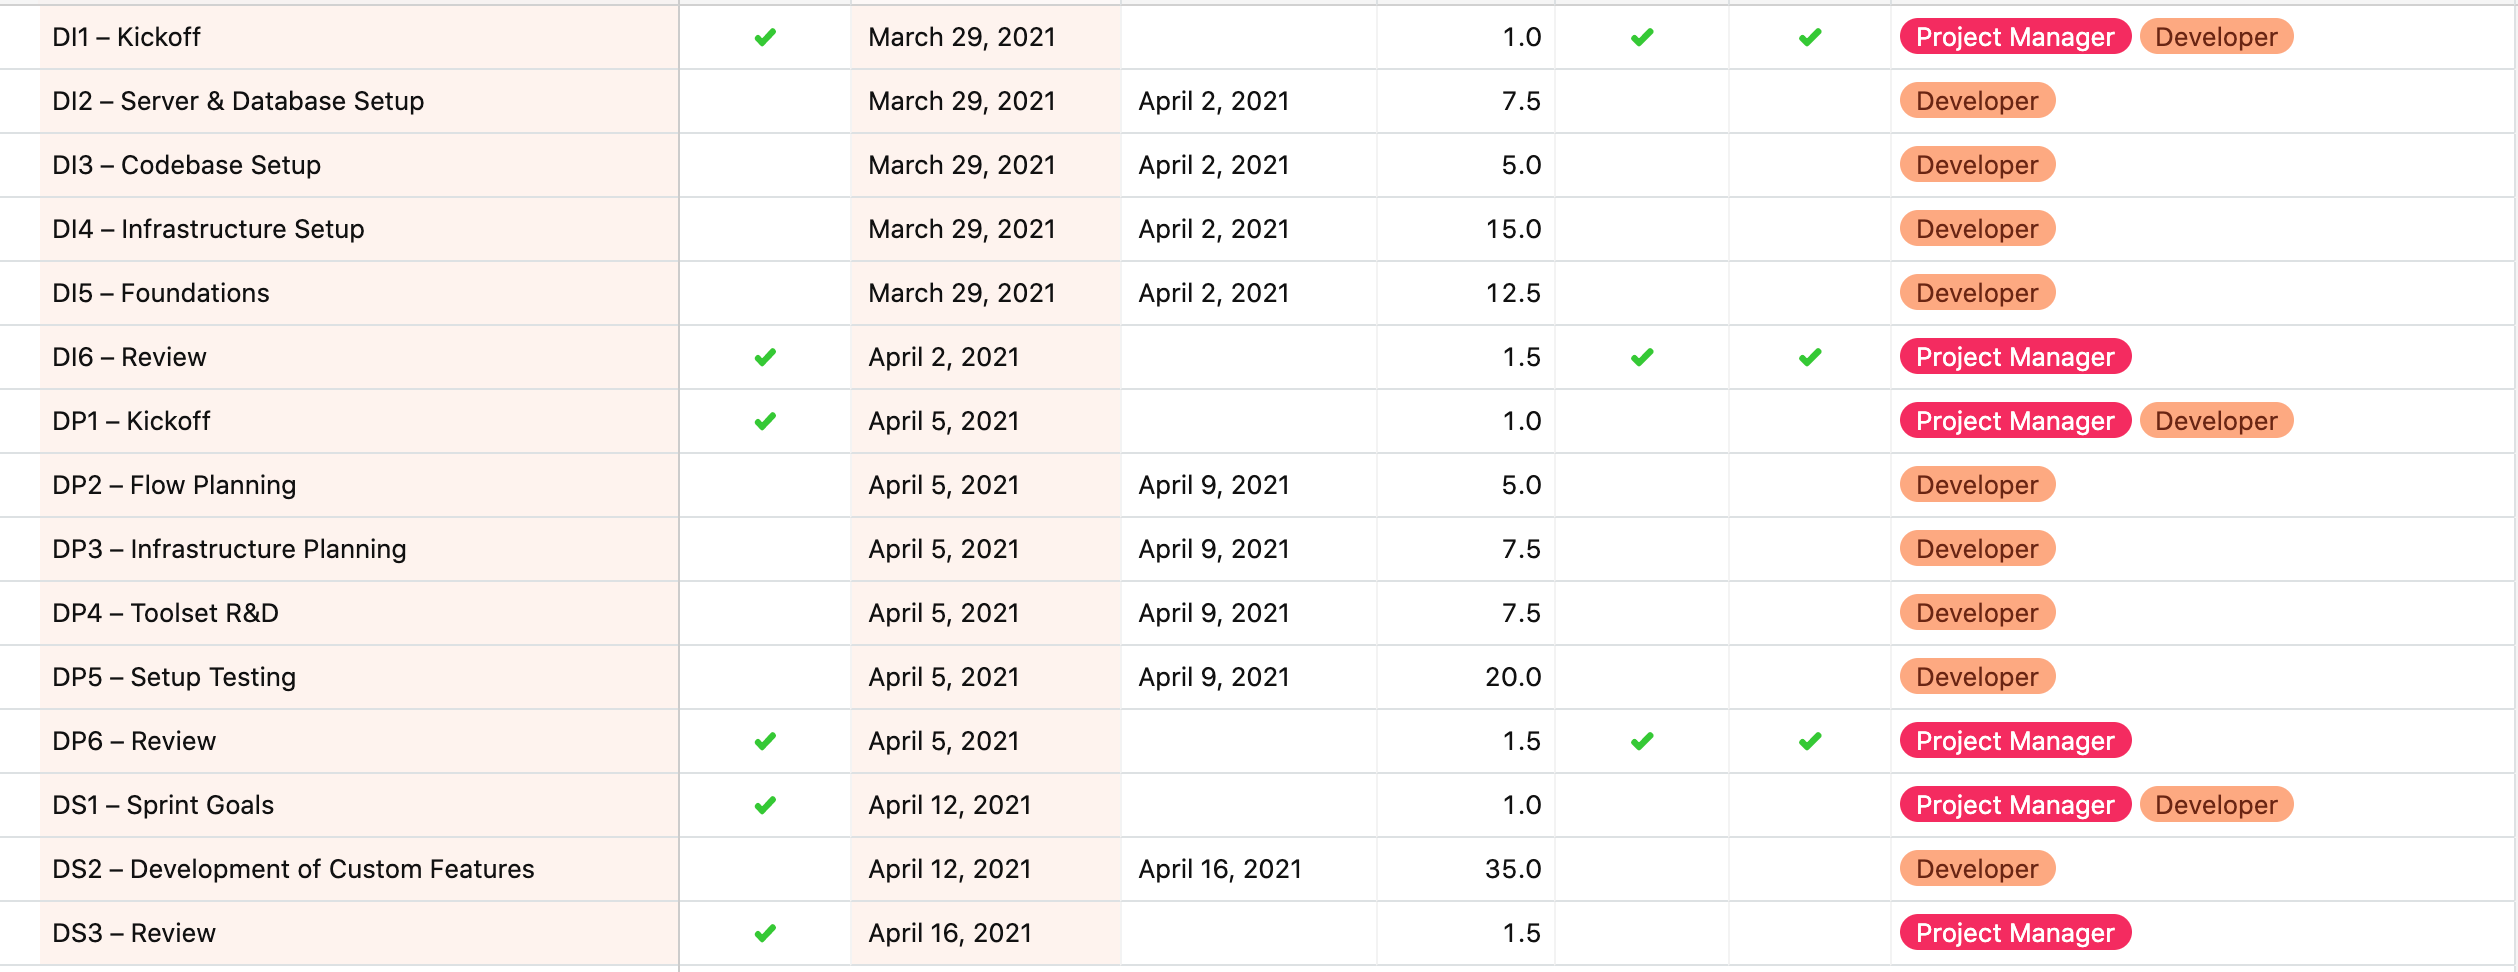 DI1 – Kickoff March 29, 2021 1.0 Project Manager Developer
DI2 – Server & Database Setup March 29, 2021 April 2, 2021 7.5 Developer
DI3 – Codebase Setup March 29, 2021 April 2, 2021 5.0 Developer
DI4 – Infrastructure Setup March 29, 2021 April 2, 2021 15.0 Developer
DI5 – Foundations March 29, 2021 April 2, 2021 12.5 Developer
DI6 – Review April 2, 2021 1.5 Project Manager
DP1 – Kickoff April 5, 2021 1.0 Project Manager Developer
DP2 – Flow Planning April 5, 2021 April 9, 2021 5.0 Developer
DP3 – Infrastructure Planning April 5, 2021 April 9, 2021 7.5 Developer
DP4 – Toolset R&D April 5, 2021 April 9, 2021 7.5 Developer
DP5 – Setup Testing April 5, 2021 April 9, 2021 20.0 Developer
DP6 – Review April 5, 2021 1.5 Project Manager
DS1 – Sprint Goals April 12, 2021 1.0 Project Manager Developer
DS2 – Development of Custom Features April 12, 2021 April 16, 2021 35.0 Developer
DS3 – Review April 16, 2021 1.5 Project Manager